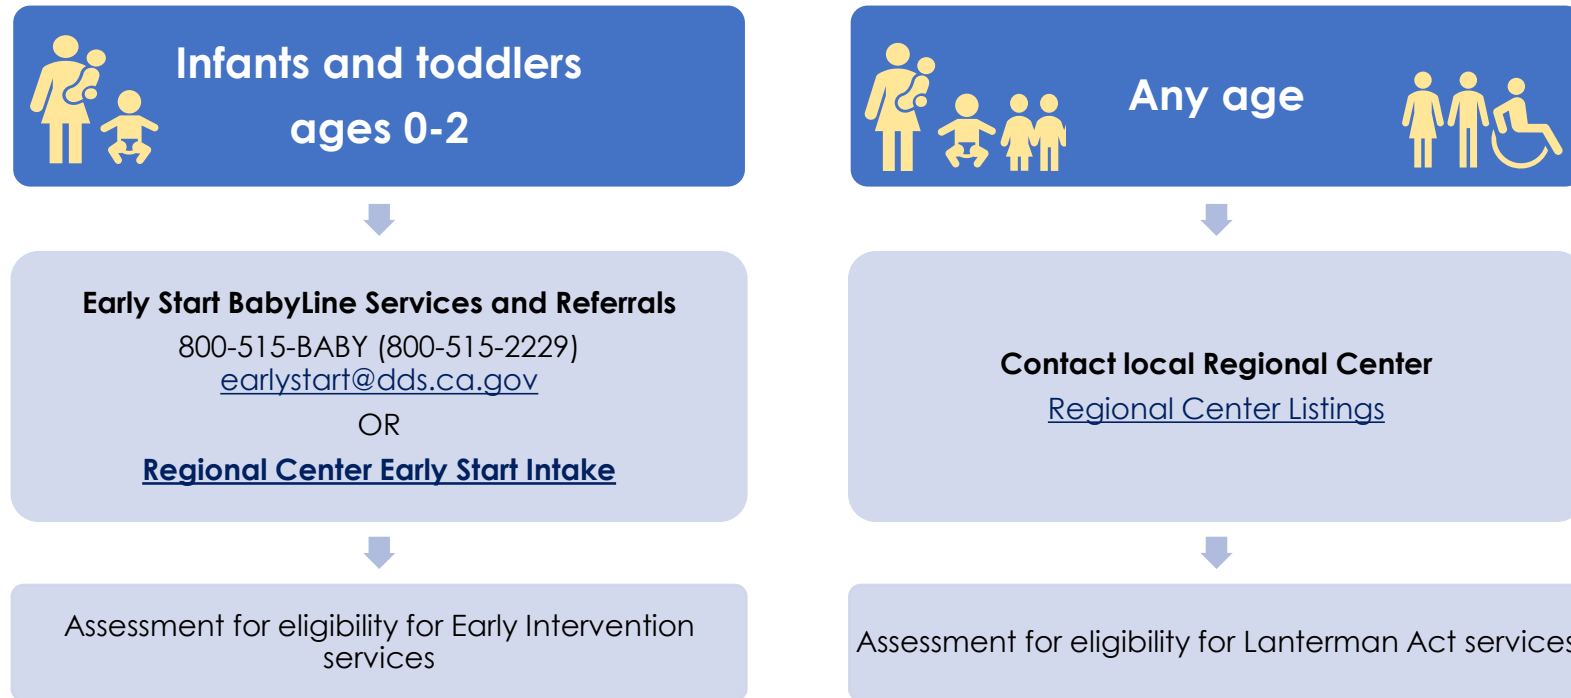 Infants and toddlers
ages 0-2
Early Start BabyLine Services and Referrals
800-515-BABY (800-515-2229)
earlystart@dds.ca.gov
OR
Regional Center Early Start Intake
Assessment for eligibility for Early Intervention
services
Any age
Contact local Regional Center
Regional Center Listings
Assessment for eligibility for Lanterman Act services